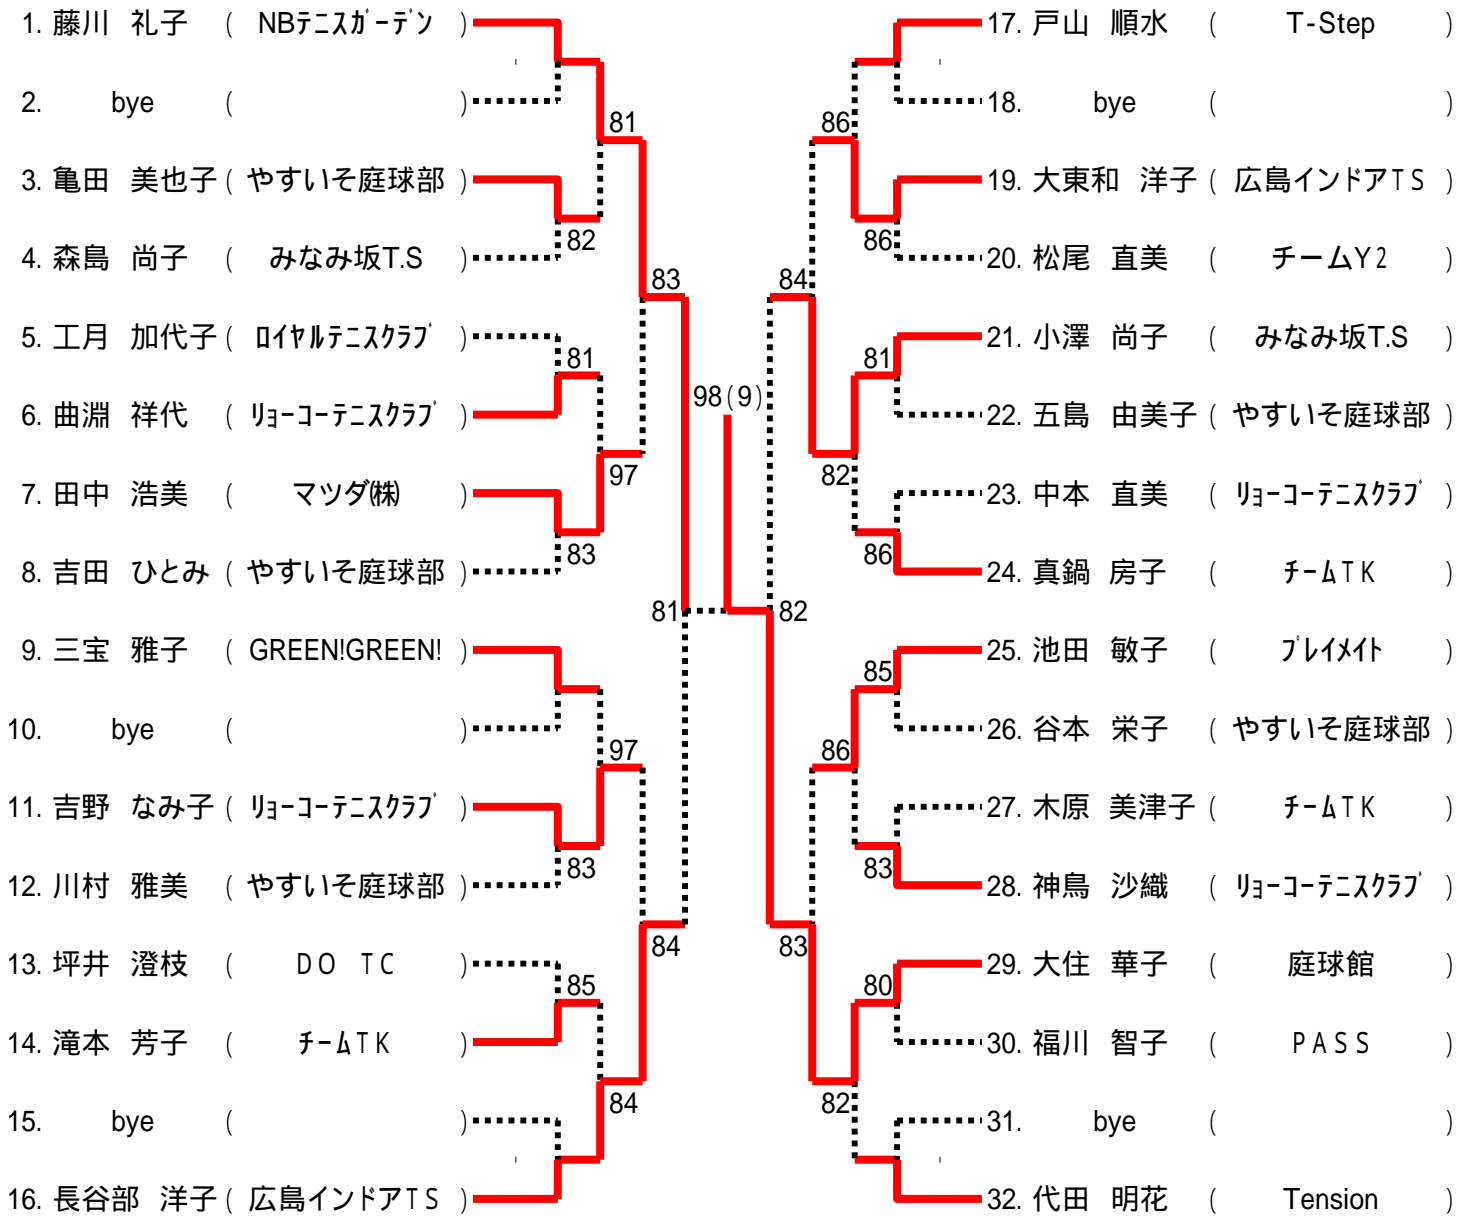 1. 藤川 礼子 ( NBテニスガーデン ) 17. 戸山 順水 ( T-Step )
2. bye ( ) 18. bye ( )
81 86
3. 亀田 美也子 ( やすいそ庭球部 ) 19. 大東和 洋子 ( 広島インドアTS )
82 86
4. 森島 尚子 ( みなみ坂T.S ) 20. 松尾 直美 ( チームY2 )
83 84
5. 工月 加代子 ( ロイヤルテニスクラブ ) 21. 小澤 尚子 ( みなみ坂T.S )
81 81
98(9)
6. 曲淵 祥代 ( リョーコーテニスクラブ ) 22. 五島 由美子 ( やすいそ庭球部 )
97 82
7. 田中 浩美 ( マツダ㈱ ) 23. 中本 直美 ( リョーコーテニスクラブ )
83 86
8. 吉田 ひとみ ( やすいそ庭球部 ) 24. 真鍋 房子 ( チームTK )
81 82
9. 三宝 雅子 ( GREEN!GREEN! ) 25. 池田 敏子 ( プレイメイト )
85
10. bye ( ) 26. 谷本 栄子 ( やすいそ庭球部 )
97 86
11. 吉野 なみ子 ( リョーコーテニスクラブ ) 27. 木原 美津子 ( チームTK )
83 83
12. 川村 雅美 ( やすいそ庭球部 ) 28. 神鳥 沙織 ( リョーコーテニスクラブ )
84 83
13. 坪井 澄枝 ( DO TC ) 29. 大住 華子 ( 庭球館 )
85 80
14. 滝本 芳子 ( チームTK ) 30. 福川 智子 ( PASS )
84 82
15. bye ( ) 31. bye ( )
16. 長谷部 洋子 ( 広島インドアTS ) 32. 代田 明花 ( Tension )